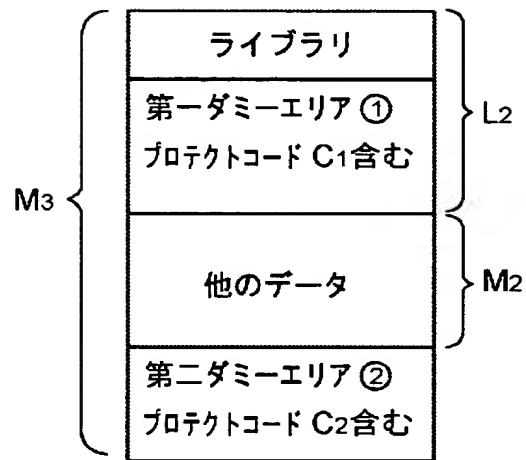 ライブラリ
第一ダミーエリア ①
プロテクトコード C1含む
L2
M3
他のデータ
M2
第二ダミーエリア ②
プロテクトコード C2含む